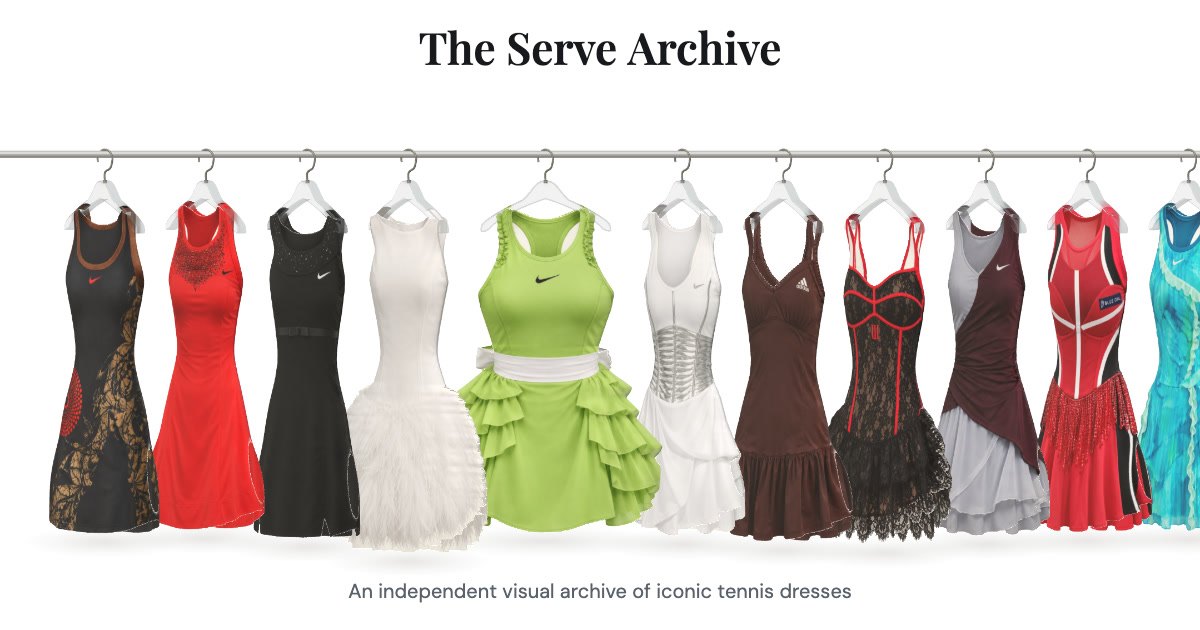 The Serve Archive
An independent visual archive of iconic tennis dresses